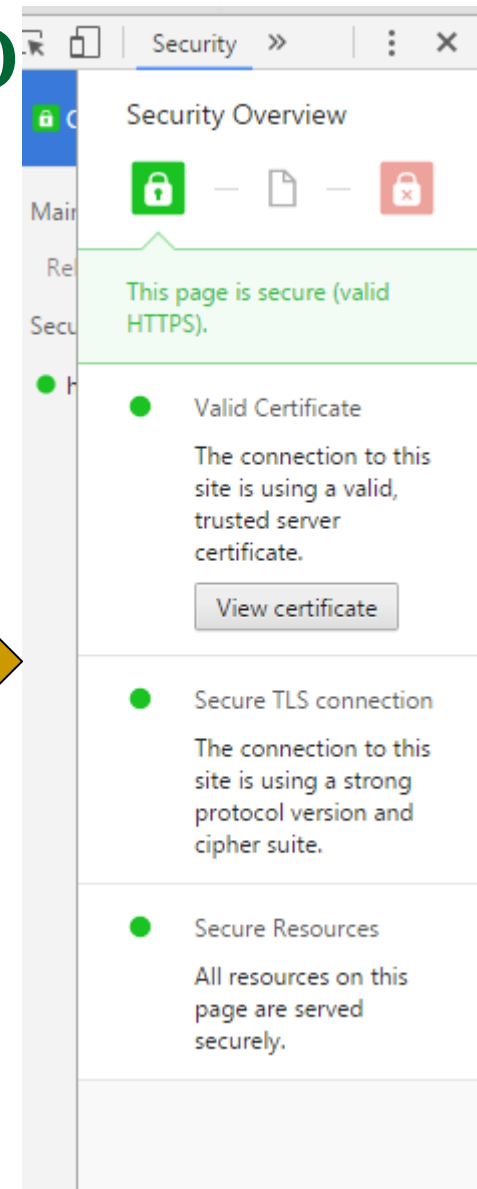 Security »
Security Overview
This page is secure (valid
HTTPS).
Valid Certificate
The connection to this
site is using a valid,
trusted server
certificate.
View certificate
Secure TLS connection
The connection to this
site is using a strong
protocol version and
cipher suite.
Secure Resources
All resources on this
page are served
securely.